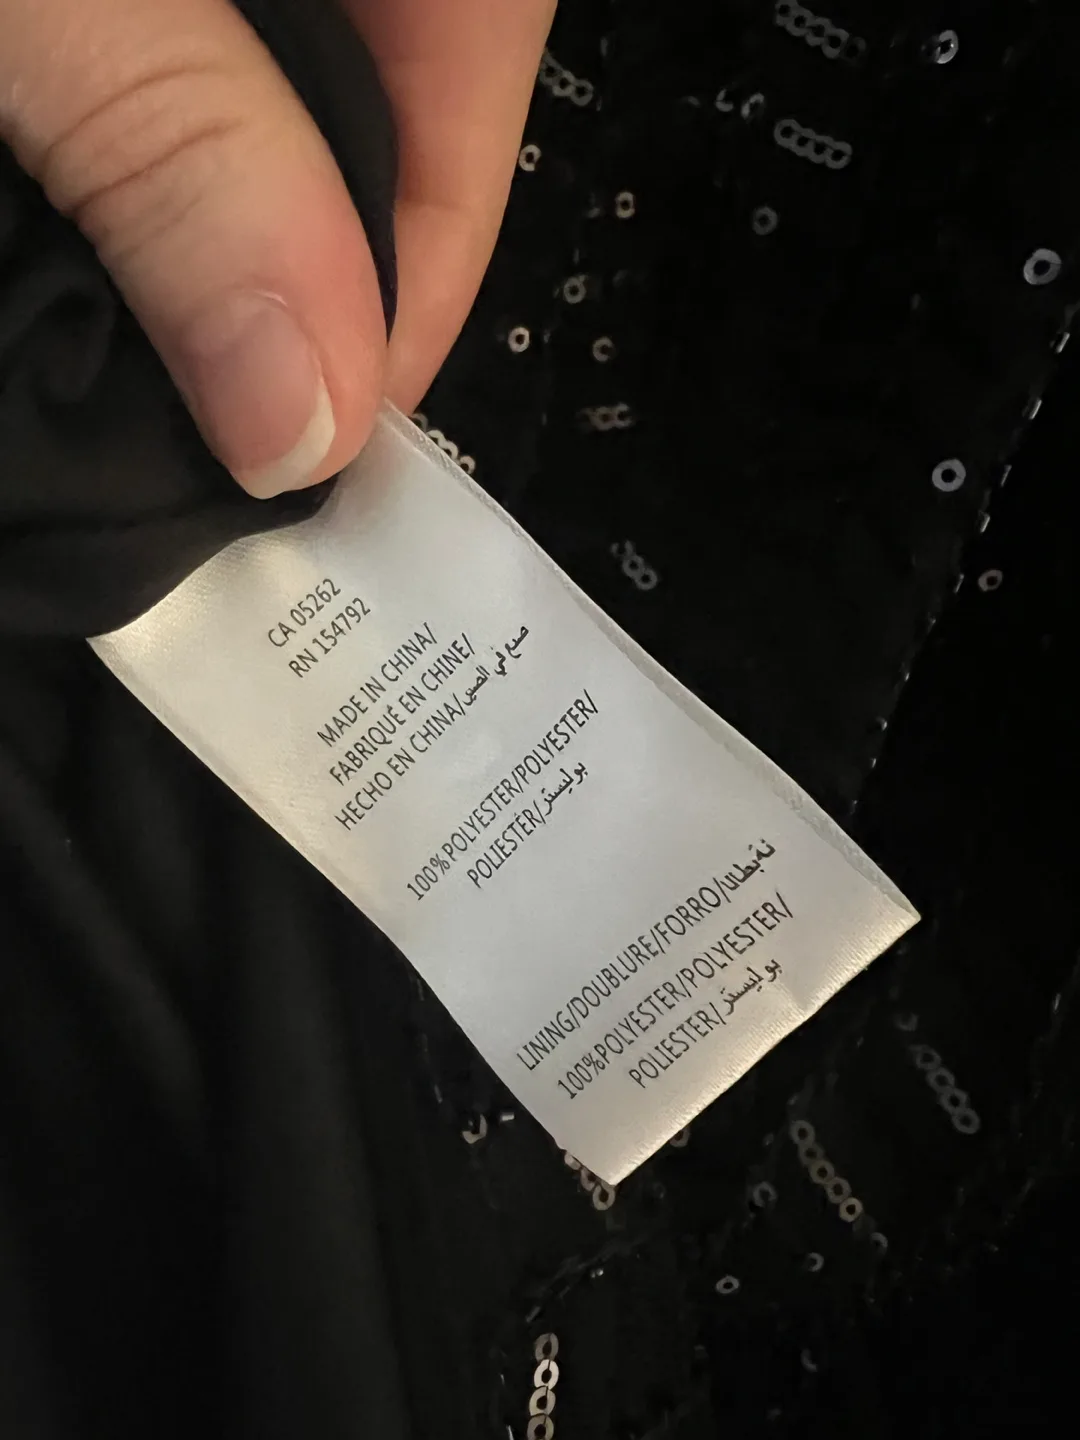 CA 05262
RN 154792
MADE IN CHINA/
FABRIQUÉ EN CHINE/
HECHO EN CHINA/صنع في الصين
100%POLYESTER/POLYESTER/
POLIESTER/بوليستر
LINING/DOUBLURE/FORRO/نةبطالا
100%POLYESTER/POLYESTER/
POLIESTER/بوليستر